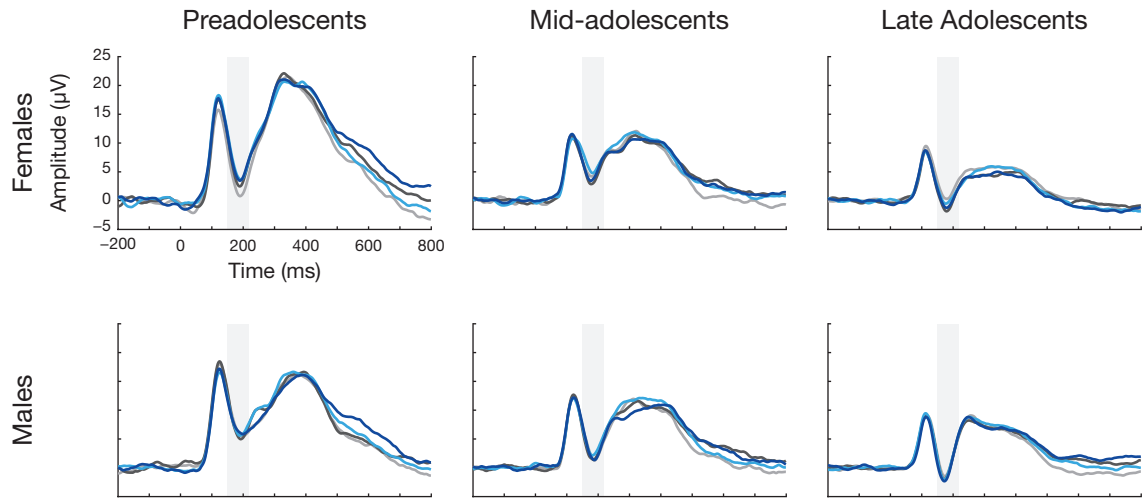 Preadolescents
Mid-adolescents
Late Adolescents
Females
Amplitude (μV)
25
20
15
10
5
0
−5
−200
0
200
400
600
800
Time (ms)
Males